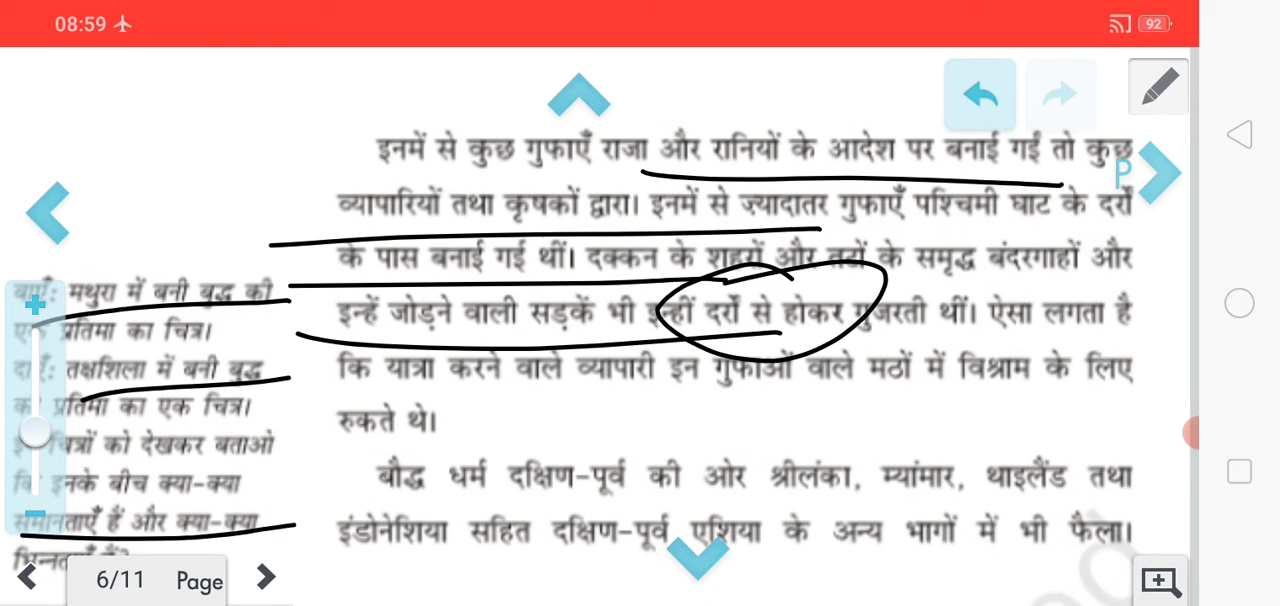 08:59
92
इनमें से कुछ गुफाएँ राजा और रानियों के आदेश पर बनाई गईं तो कुछ
P
व्यापारियों तथा कृषकों द्वारा। इनमें से ज़्यादातर गुफाएँ पश्चिमी घाट के दर्रों
के पास बनाई गई थीं। दक्कन के शहरों और तटों के समृद्ध बंदरगाहों और
इन्हें जोड़ने वाली सड़कें भी इन्हीं दर्रों से होकर गुजरती थीं। ऐसा लगता है
कि यात्रा करने वाले व्यापारी इन गुफाओं वाले मठों में विश्राम के लिए
रुकते थे।
बौद्ध धर्म दक्षिण-पूर्व की ओर श्रीलंका, म्यांमार, थाइलैंड तथा
इंडोनेशिया सहित दक्षिण-पूर्व एशिया के अन्य भागों में भी फैला।
बाएँ: मथुरा में बनी बुद्ध की
एक प्रतिमा का चित्र।
दाएँ: तक्षशिला में बनी बुद्ध
की प्रतिमा का एक चित्र।
चित्रों को देखकर बताओ
कि इनके बीच क्या-क्या
समानताएँ हैं और क्या-क्या
6/11 Page